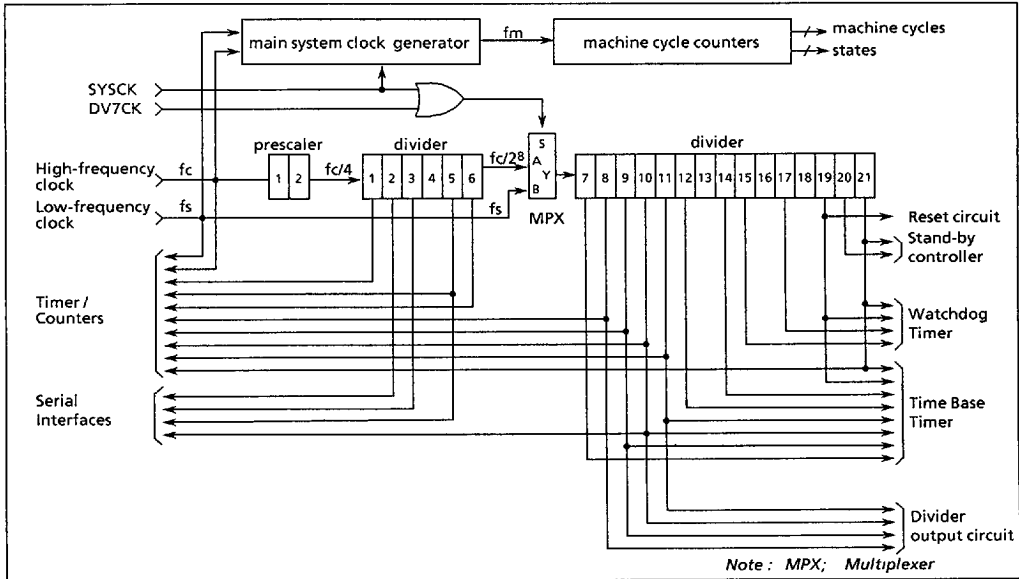 main system clock generator
fm
machine cycle counters
machine cycles
states
SYSCK
DV7CK
prescaler
divider
divider
High-frequency
clock
fc
1 2
fc/4
1 2 3 4 5 6
fc/2⁸
S
A
Y
B
MPX
7 8 9 10 11 12 13 14 15 16 17 18 19 20 21
Low-frequency
clock
fs
fs
Reset circuit
Stand-by
controller
Timer /
Counters
Watchdog
Timer
Serial
Interfaces
Time Base
Timer
Divider
output circuit
Note : MPX; Multiplexer